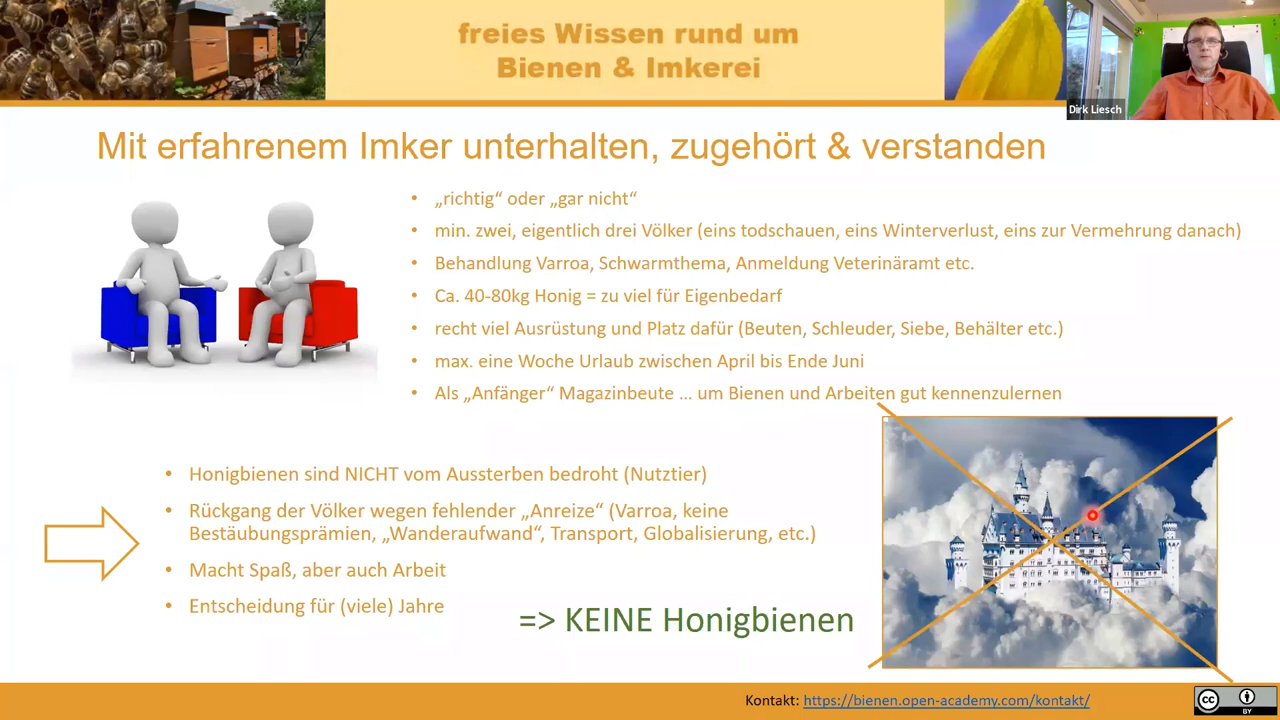 freies Wissen rund um
Bienen & Imkerei
Dirk Liesch
Mit erfahrenem Imker unterhalten, zugehört & verstanden
• „richtig“ oder „gar nicht“
• min. zwei, eigentlich drei Völker (eins todschauen, eins Winterverlust, eins zur Vermehrung danach)
• Behandlung Varroa, Schwarmthema, Anmeldung Veterinäramt etc.
• Ca. 40-80kg Honig = zu viel für Eigenbedarf
• recht viel Ausrüstung und Platz dafür (Beuten, Schleuder, Siebe, Behälter etc.)
• max. eine Woche Urlaub zwischen April bis Ende Juni
• Als „Anfänger“ Magazinbeute ... um Bienen und Arbeiten gut kennenzulernen
• Honigbienen sind NICHT vom Aussterben bedroht (Nutztier)
• Rückgang der Völker wegen fehlender „Anreize“ (Varroa, keine
Bestäubungsprämien, „Wanderaufwand“, Transport, Globalisierung, etc.)
• Macht Spaß, aber auch Arbeit
• Entscheidung für (viele) Jahre
=> KEINE Honigbienen
Kontakt: https://bienen.open-academy.com/kontakt/
cc
BY